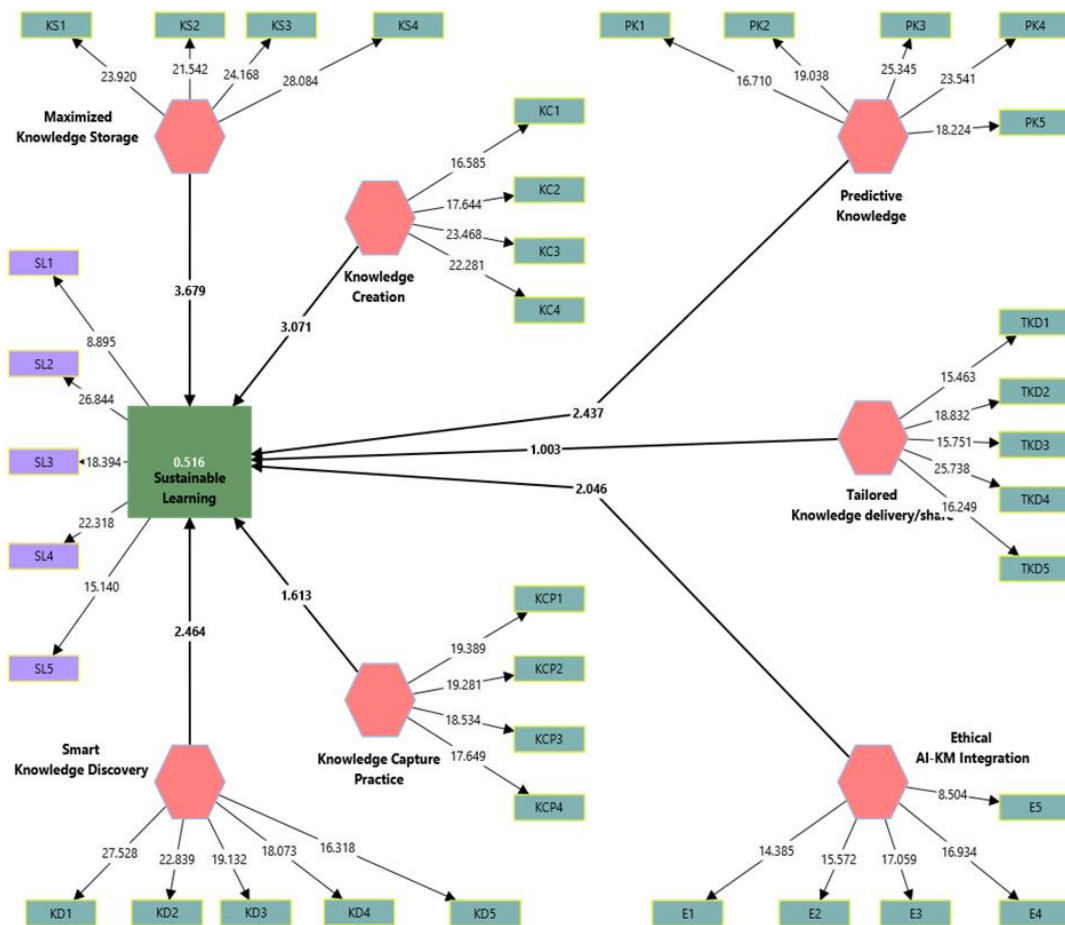 KS1
KS2
KS3
KS4
PK1
PK2
PK3
PK4
23.920
21.542
24.168
28.084
16.710
19.038
25.345
23.541
Maximized
Knowledge Storage
KC1
18.224
PK5
16.585
KC2
17.644
Predictive
Knowledge
23.468
KC3
22.281
Knowledge
Creation
KC4
SL1
3.679
3.071
TKD1
8.895
15.463
SL2
TKD2
26.844
18.832
2.437
TKD3
15.751
1.003
0.516
Sustainable
Learning
SL3
18.394
25.738
TKD4
2.046
Tailored
Knowledge delivery/share
16.249
22.318
SL4
TKD5
15.140
1.613
KCP1
2.464
19.389
SL5
KCP2
19.281
18.534
KCP3
17.649
KCP4
Smart
Knowledge Discovery
Knowledge Capture
Practice
Ethical
AI-KM Integration
8.504
E5
27.528
22.839
19.132
18.073
16.318
14.385
15.572
17.059
16.934
KD1
KD2
KD3
KD4
KD5
E1
E2
E3
E4